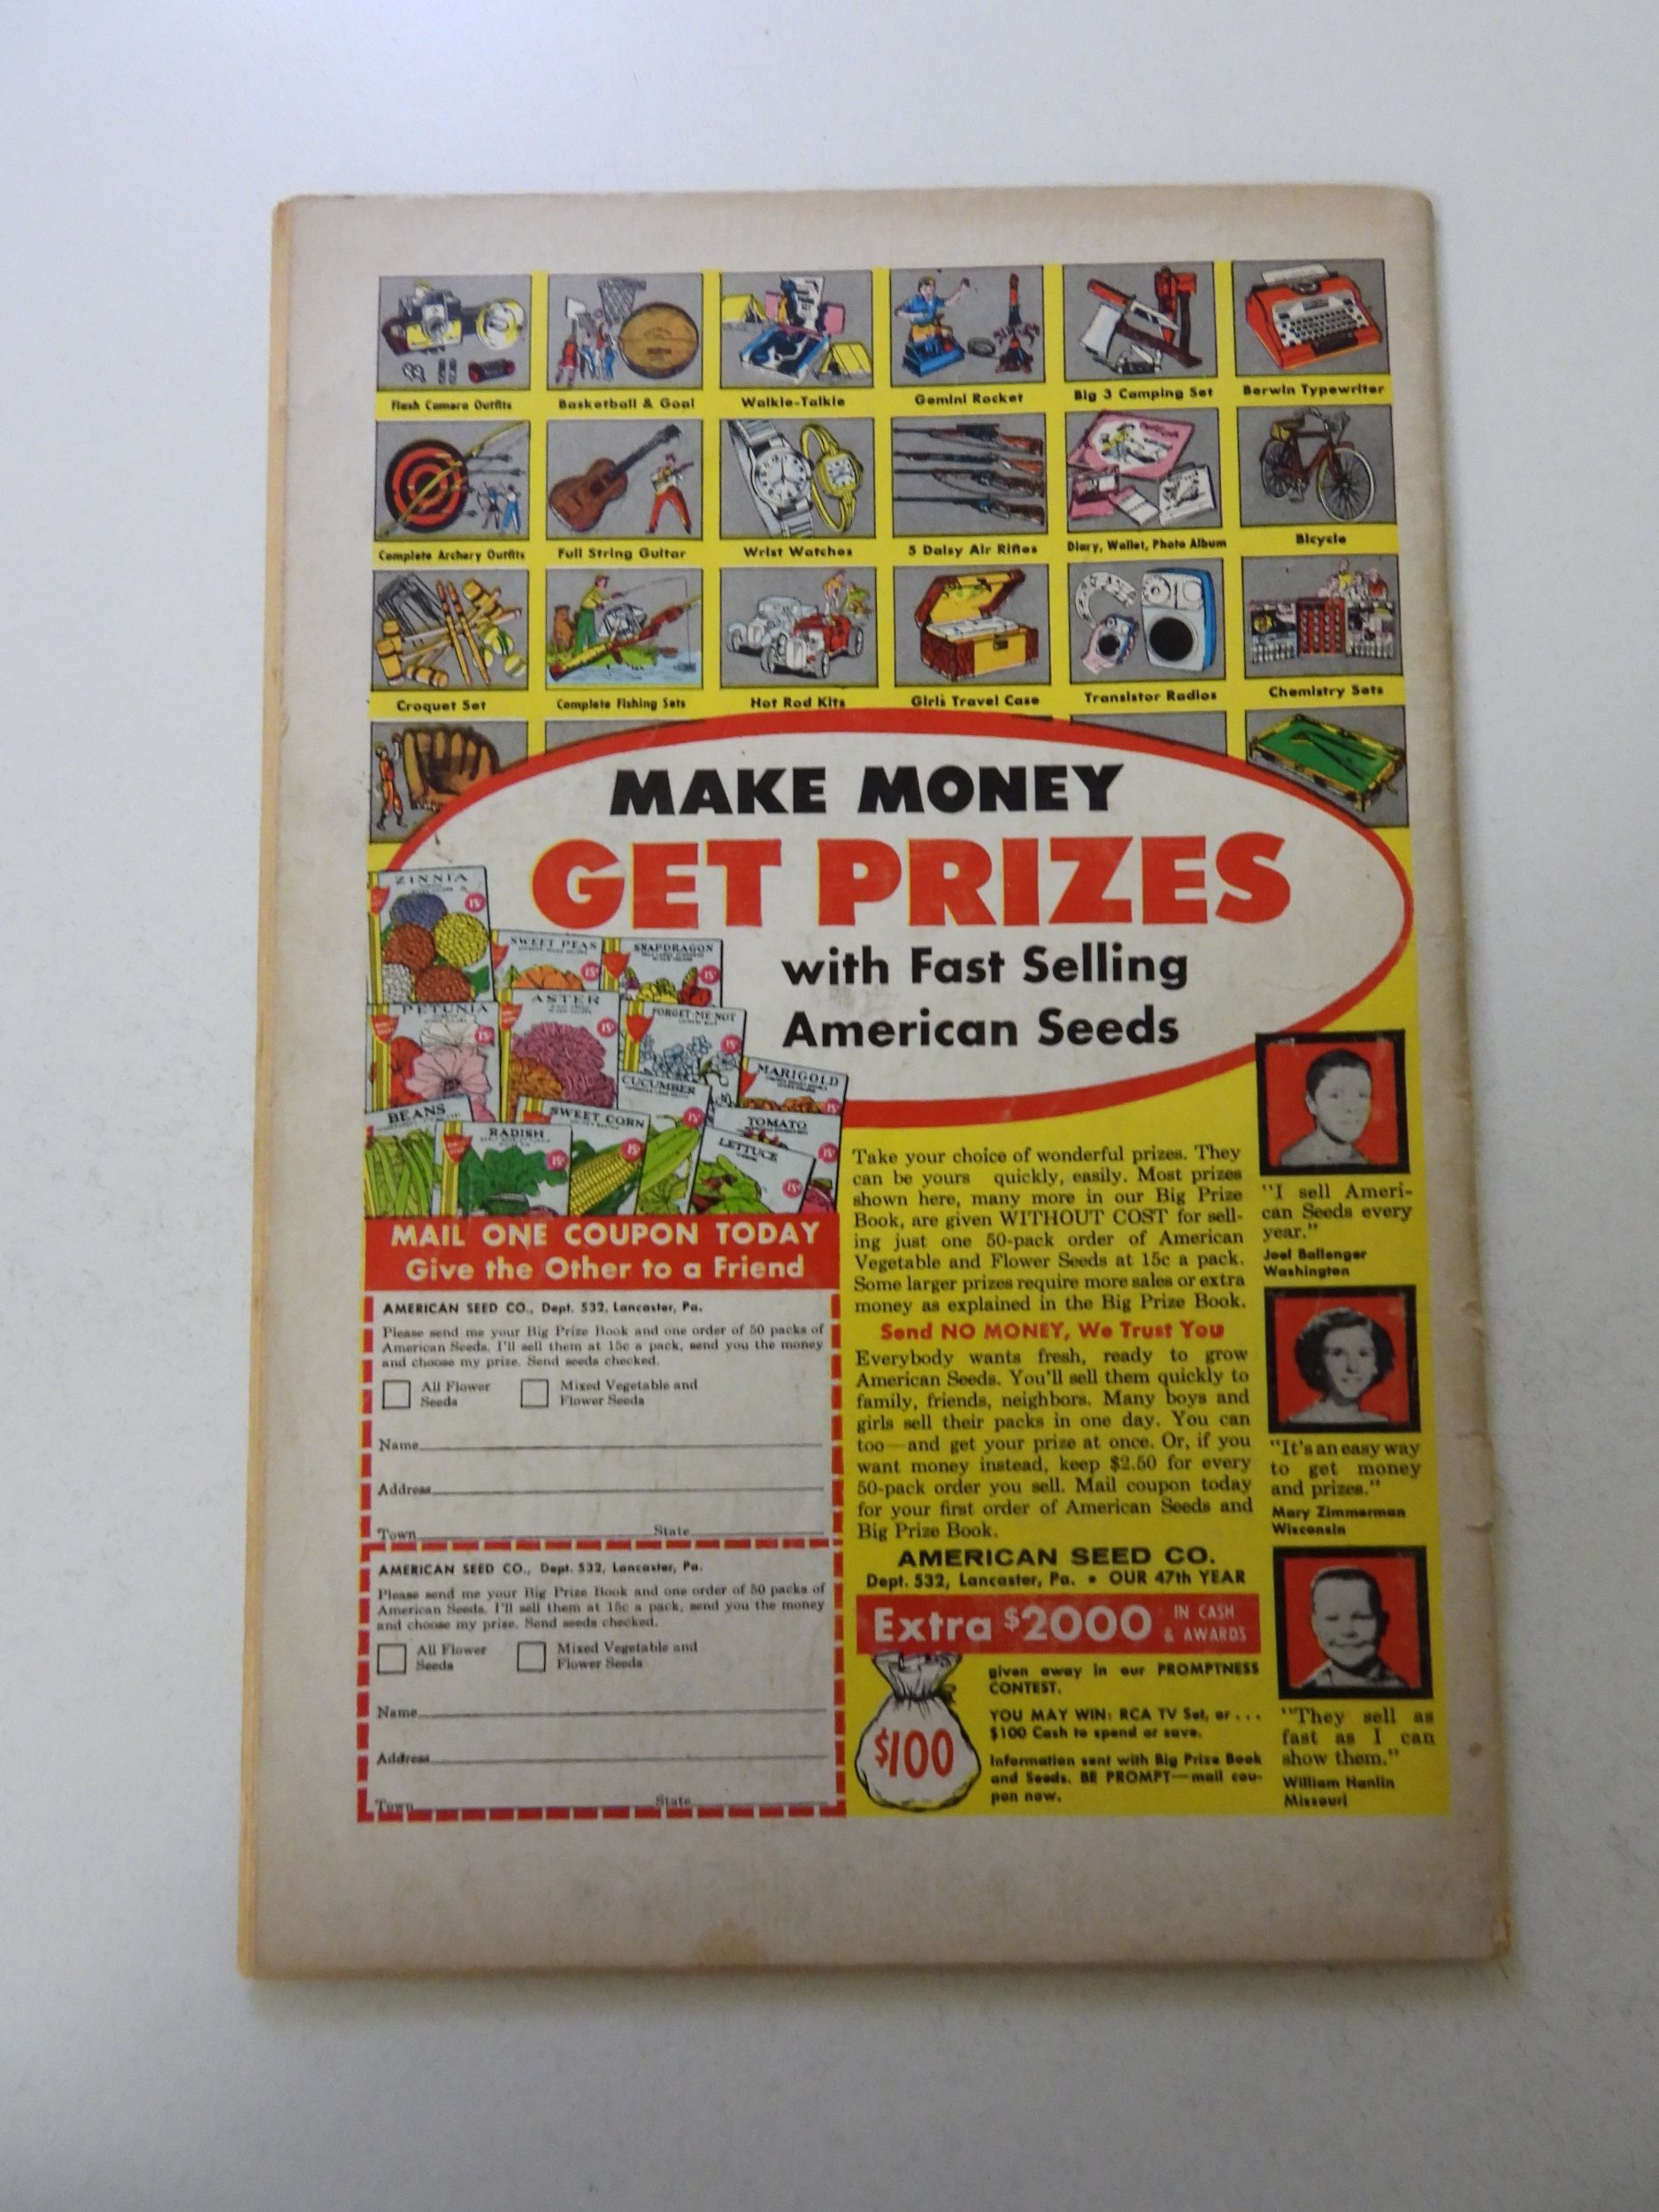 Flash Camera Outfits
Basketball & Goal
Walkie-Talkie
Gemini Rocket
Big 3 Camping Set
Berwin Typewriter
Complete Archery Outfits
Full String Guitar
Wrist Watches
5 Daisy Air Rifles
Diary, Wallet, Photo Album
Bicycle
Croquet Set
Complete Fishing Sets
Hot Rod Kits
Girl's Travel Case
Transistor Radios
Chemistry Sets
MAKE MONEY
GET PRIZES
with Fast Selling
American Seeds
ZINNIA
15¢
SWEET PEAS
15¢
SNAPDRAGON
15¢
PETUNIA
15¢
ASTER
15¢
FORGET-ME-NOT
15¢
MARIGOLD
15¢
CUCUMBER
15¢
BEANS
RADISH
15¢
SWEET CORN
15¢
TOMATO
15¢
LETTUCE
15¢
MAIL ONE COUPON TODAY
Give the Other to a Friend
AMERICAN SEED CO., Dept. 532, Lancaster, Pa.
Please send me your Big Prize Book and one order of 50 packs of
American Seeds. I'll sell them at 15c a pack, send you the money
and choose my prize. Send seeds checked.
All Flower Seeds
Mixed Vegetable and Flower Seeds
Name
Address
Town State
AMERICAN SEED CO., Dept. 532, Lancaster, Pa.
Please send me your Big Prize Book and one order of 50 packs of
American Seeds. I'll sell them at 15c a pack, send you the money
and choose my prize. Send seeds checked.
All Flower Seeds
Mixed Vegetable and Flower Seeds
Name
Address
Town State
Take your choice of wonderful prizes. They
can be yours quickly, easily. Most prizes
shown here, many more in our Big Prize
Book, are given WITHOUT COST for sell-
ing just one 50-pack order of American
Vegetable and Flower Seeds at 15c a pack.
Some larger prizes require more sales or extra
money as explained in the Big Prize Book.
Send NO MONEY, We Trust You
Everybody wants fresh, ready to grow
American Seeds. You'll sell them quickly to
family, friends, neighbors. Many boys and
girls sell their packs in one day. You can
too—and get your prize at once. Or, if you
want money instead, keep $2.50 for every
50-pack order you sell. Mail coupon today
for your first order of American Seeds and
Big Prize Book.
AMERICAN SEED CO.
Dept. 532, Lancaster, Pa. • OUR 47th YEAR
Extra $2000 IN CASH & AWARDS
given away in our PROMPTNESS
CONTEST.
YOU MAY WIN: RCA TV Set, or . . .
$100 Cash to spend or save.
Information sent with Big Prize Book
and Seeds. BE PROMPT—mail cou-
pon now.
$100
"I sell Ameri-
can Seeds every
year."
Joel Ballenger
Washington
"It's an easy way
to get money
and prizes."
Mary Zimmerman
Wisconsin
"They sell as
fast as I can
show them."
William Hanlin
Missouri